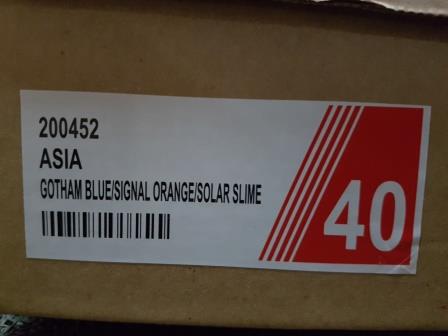 200452
ASIA
GOTHAM BLUE/SIGNAL ORANGE/SOLAR SLIME
40